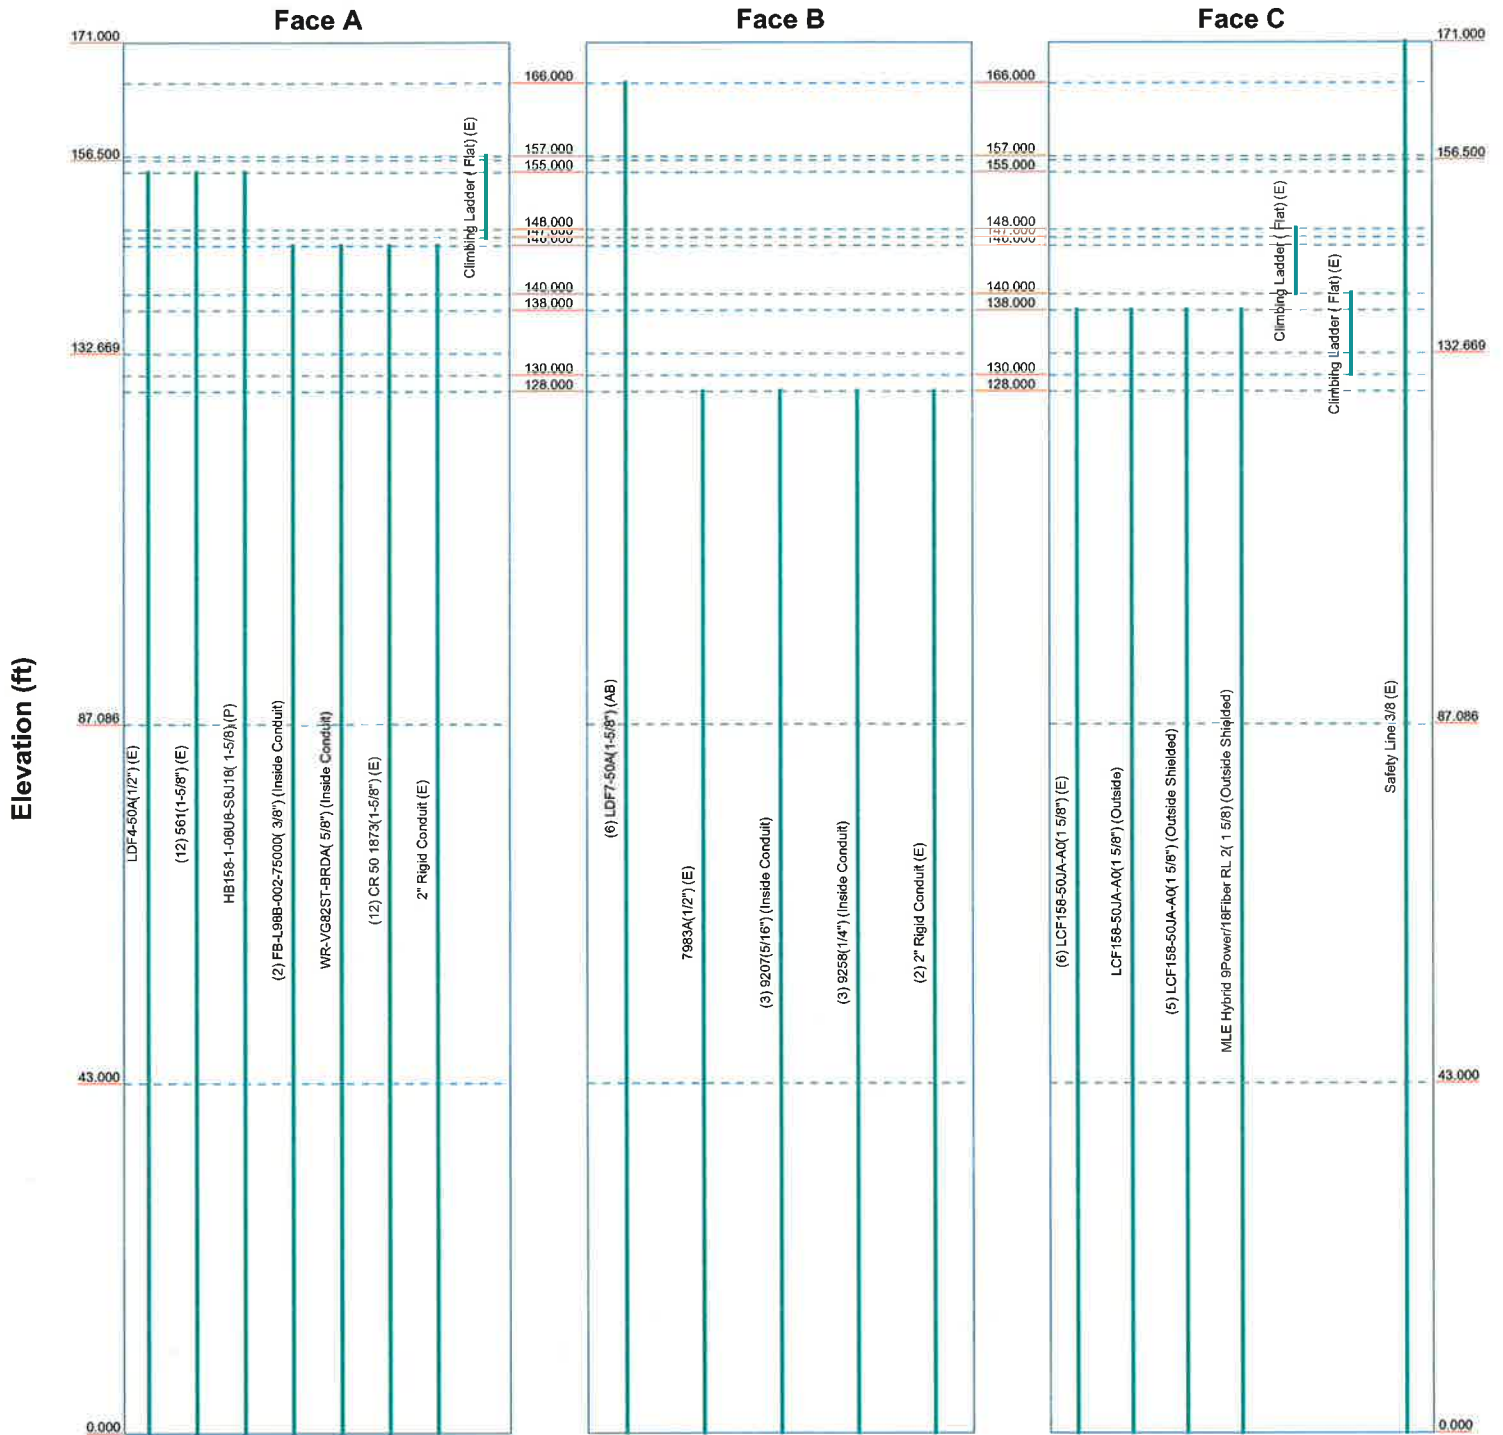 Face A
Face B
Face C
Elevation (ft)
171.000
156.500
132.669
87.086
43.000
0.000
LDF4-50A(1/2") (E)
(12) 561(1-5/8") (E)
HB158-1-08U8-S8J18( 1-5/8) (P)
(2) FB-L98B-002-75000( 3/8") (Inside Conduit)
WR-VG82ST-BRDA( 5/8") (Inside Conduit)
(12) CR 50 1873(1-5/8") (E)
2" Rigid Conduit (E)
Climbing Ladder ( Flat) (E)
166.000
157.000
155.000
148.000
147.000
146.000
140.000
138.000
130.000
128.000
(6) LDF7-50A(1-5/8") (AB)
7983A(1/2") (E)
(3) 9207(5/16") (Inside Conduit)
(3) 9258(1/4") (Inside Conduit)
(2) 2" Rigid Conduit (E)
166.000
157.000
155.000
148.000
147.000
146.000
140.000
138.000
130.000
128.000
(6) LCF158-50JA-A0(1 5/8") (E)
LCF158-50JA-A0(1 5/8") (Outside)
(5) LCF158-50JA-A0(1 5/8") (Outside Shielded)
MLE Hybrid 9Power/18Fiber RL 2( 1 5/8) (Outside Shielded)
Climbing Ladder ( Flat) (E)
Climbing Ladder ( Flat) (E)
Safety Line 3/8 (E)
171.000
156.500
132.669
87.086
43.000
0.000